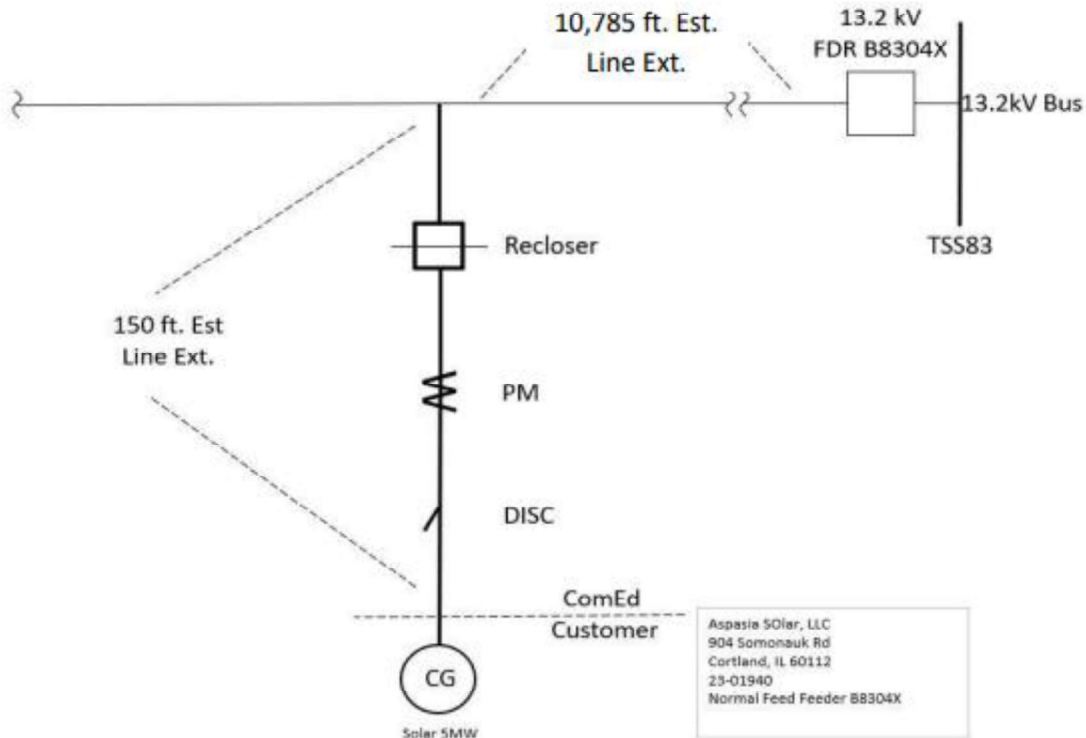 10,785 ft. Est.
Line Ext.
13.2 kV
FDR B8304X
13.2kV Bus
TSS83
Recloser
150 ft. Est
Line Ext.
PM
DISC
ComEd
Customer
CG
Solar 5MW
Aspasia SOlar, LLC
904 Somonauk Rd
Cortland, IL 60112
23-01940
Normal Feed Feeder B8304X